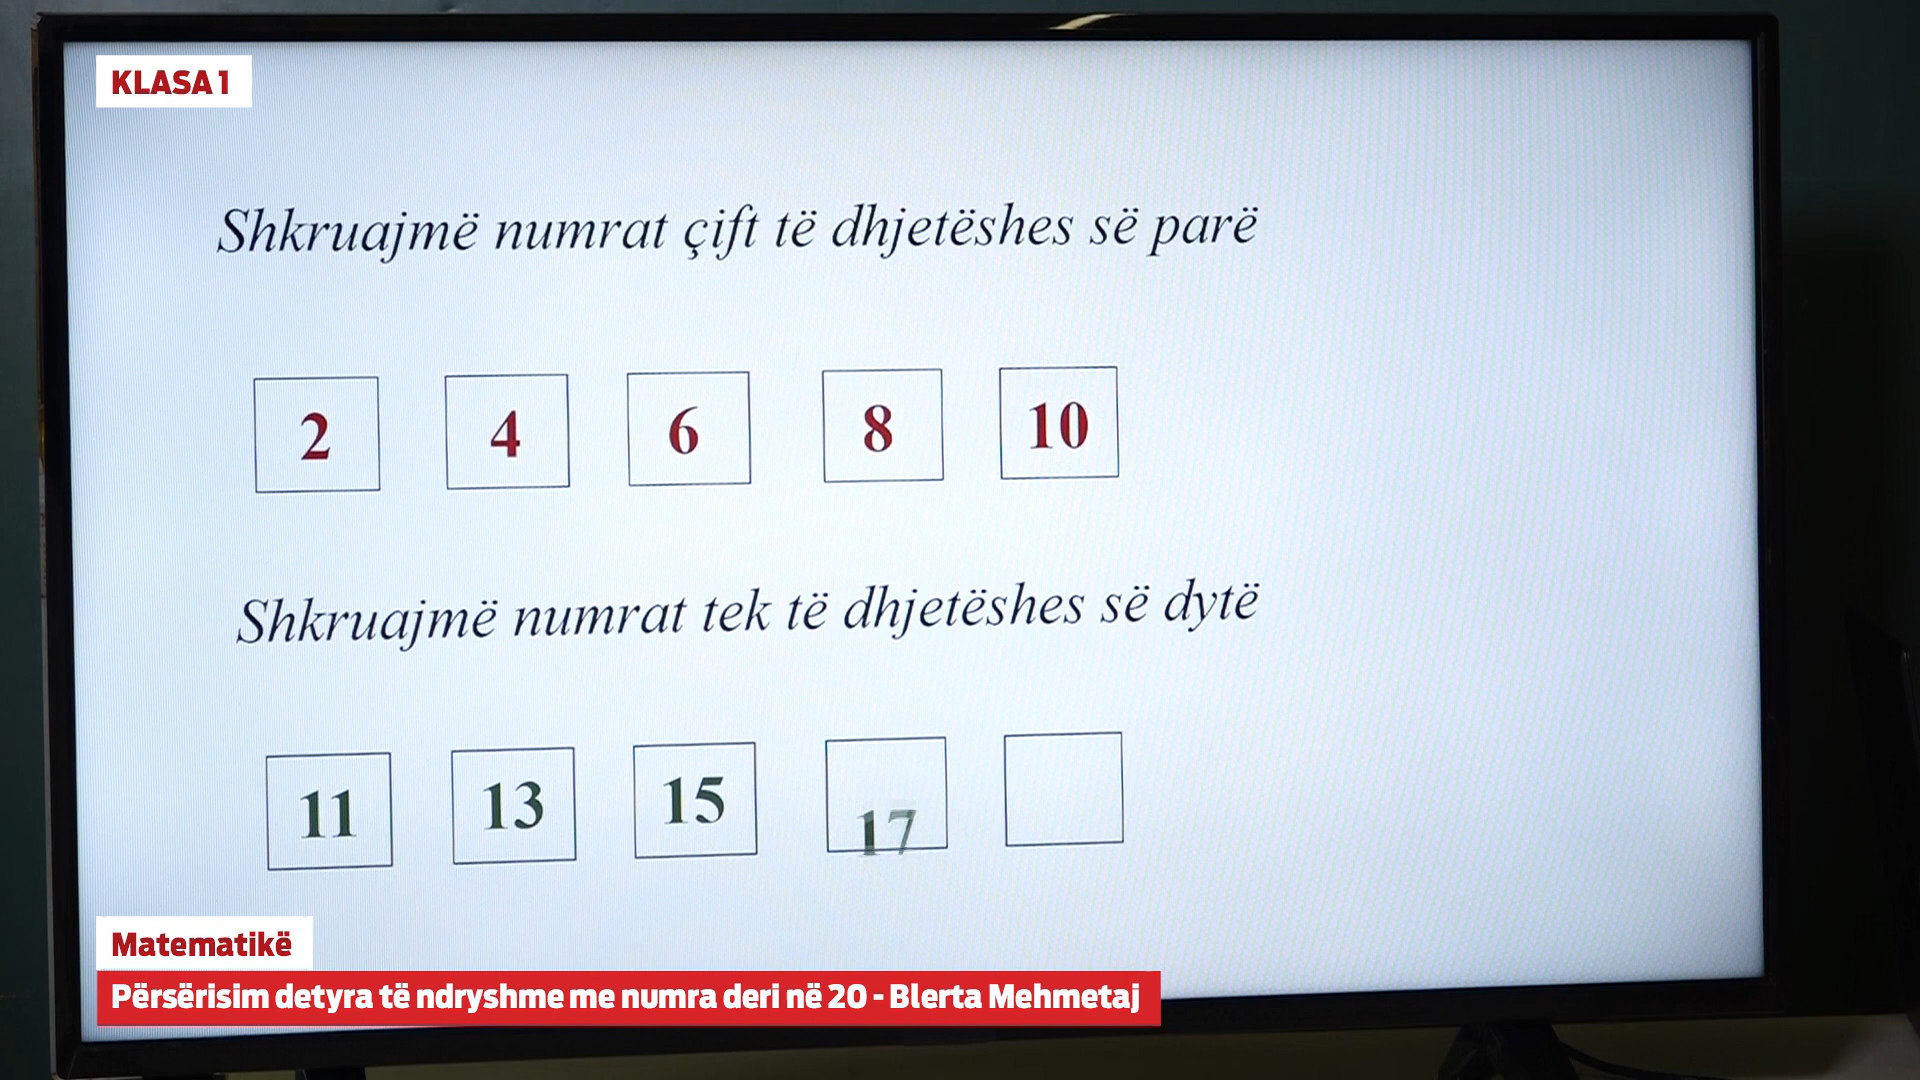 KLASA 1
Shkruajmë numrat çift të dhjetëshes së parë
2 4 6 8 10
Shkruajmë numrat tek të dhjetëshes së dytë
11 13 15 17
Matematikë
Përsërisim detyra të ndryshme me numra deri në 20 - Blerta Mehmetaj